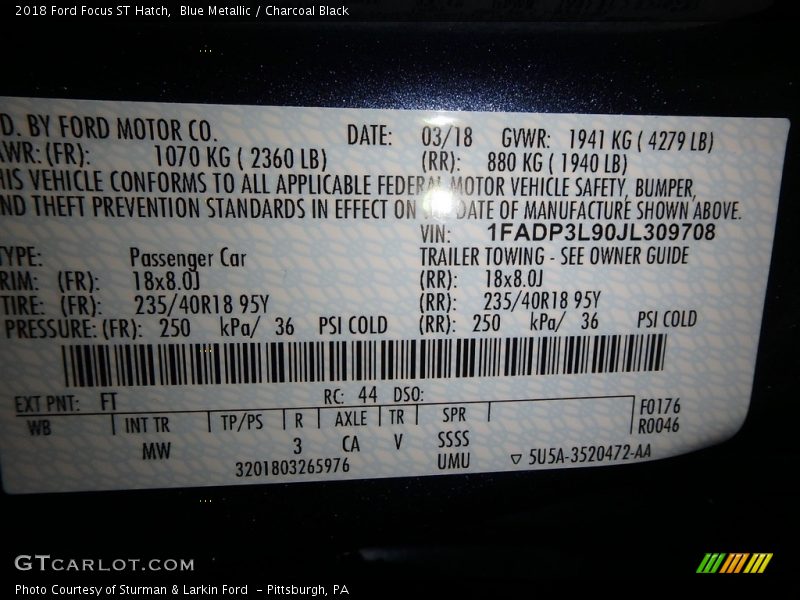 2018 Ford Focus ST Hatch,  Blue Metallic / Charcoal Black
D. BY FORD MOTOR CO.
DATE: 03/18 GVWR: 1941 KG ( 4279 LB)
AWR: (FR): 1070 KG ( 2360 LB) (RR): 880 KG ( 1940 LB)
HIS VEHICLE CONFORMS TO ALL APPLICABLE FEDERAL MOTOR VEHICLE SAFETY, BUMPER,
ND THEFT PREVENTION STANDARDS IN EFFECT ON DATE OF MANUFACTURE SHOWN ABOVE.
VIN: 1FADP3L90JL309708
TYPE: Passenger Car TRAILER TOWING - SEE OWNER GUIDE
RIM: (FR): 18x8.0J (RR): 18x8.0J
TIRE: (FR): 235/40R18 95Y (RR): 235/40R18 95Y
PRESSURE: (FR): 250 kPa/ 36 PSI COLD (RR): 250 kPa/ 36 PSI COLD
EXT PNT: FT RC: 44 DSO:
WB INT TR TP/PS R AXLE TR SPR F0176
R0046
MW 3 CA V SSSS
3201803265976 UMU ▽ 5U5A-3520472-AA
GTCARLOT.COM
Photo Courtesy of Sturman & Larkin Ford  - Pittsburgh, PA